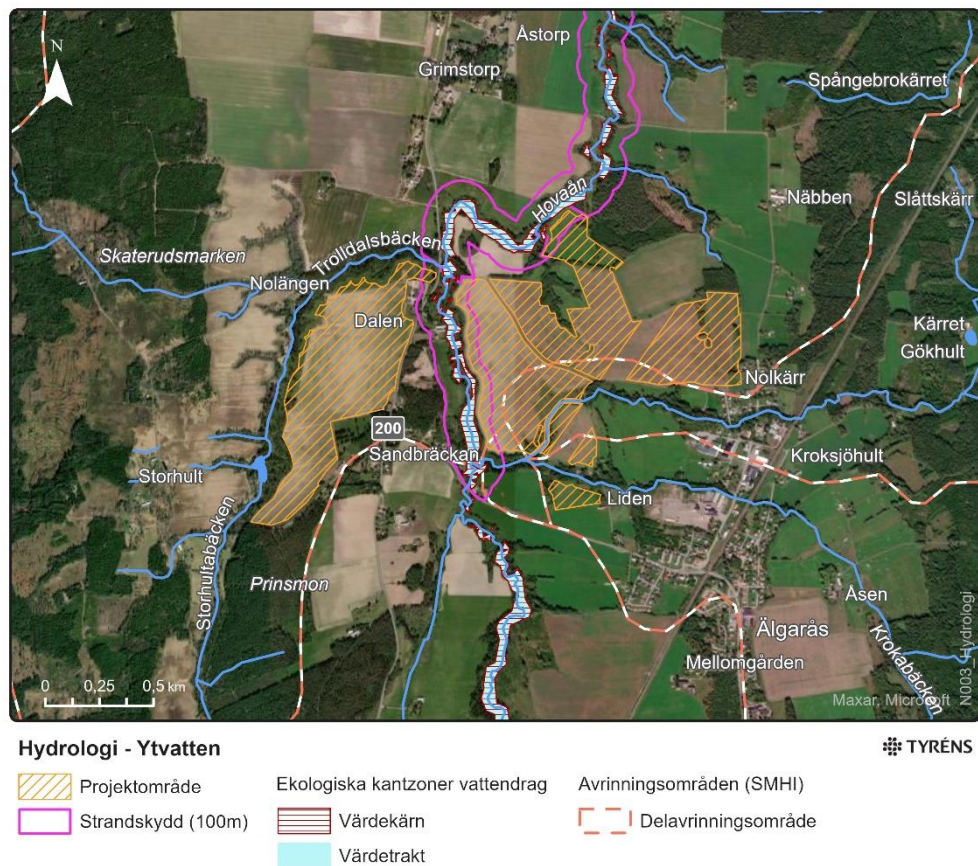 Åstorp
N
Grimstorp
Spångebrokärret
Hovaån
Näbben
Slåttskärr
Skaterudsmarken
Trolldalsbäcken
Nolängen
Dalen
Kärret
Gökhult
Nolkärr
200
Sandbräckan
Kroksjöhult
Storhult
Liden
Storhultabäcken
Prinsmon
Åsen
Älgarås
Krokabäcken
Mellomgården
0 0,25 0,5 km
Maxar, Microsoft
N003_Hydrologi
Hydrologi - Ytvatten
TYRÉNS
Projektområde
Strandskydd (100m)
Ekologiska kantzoner vattendrag
Värdekärn
Värdetrakt
Avrinningsområden (SMHI)
Delavrinningsområde